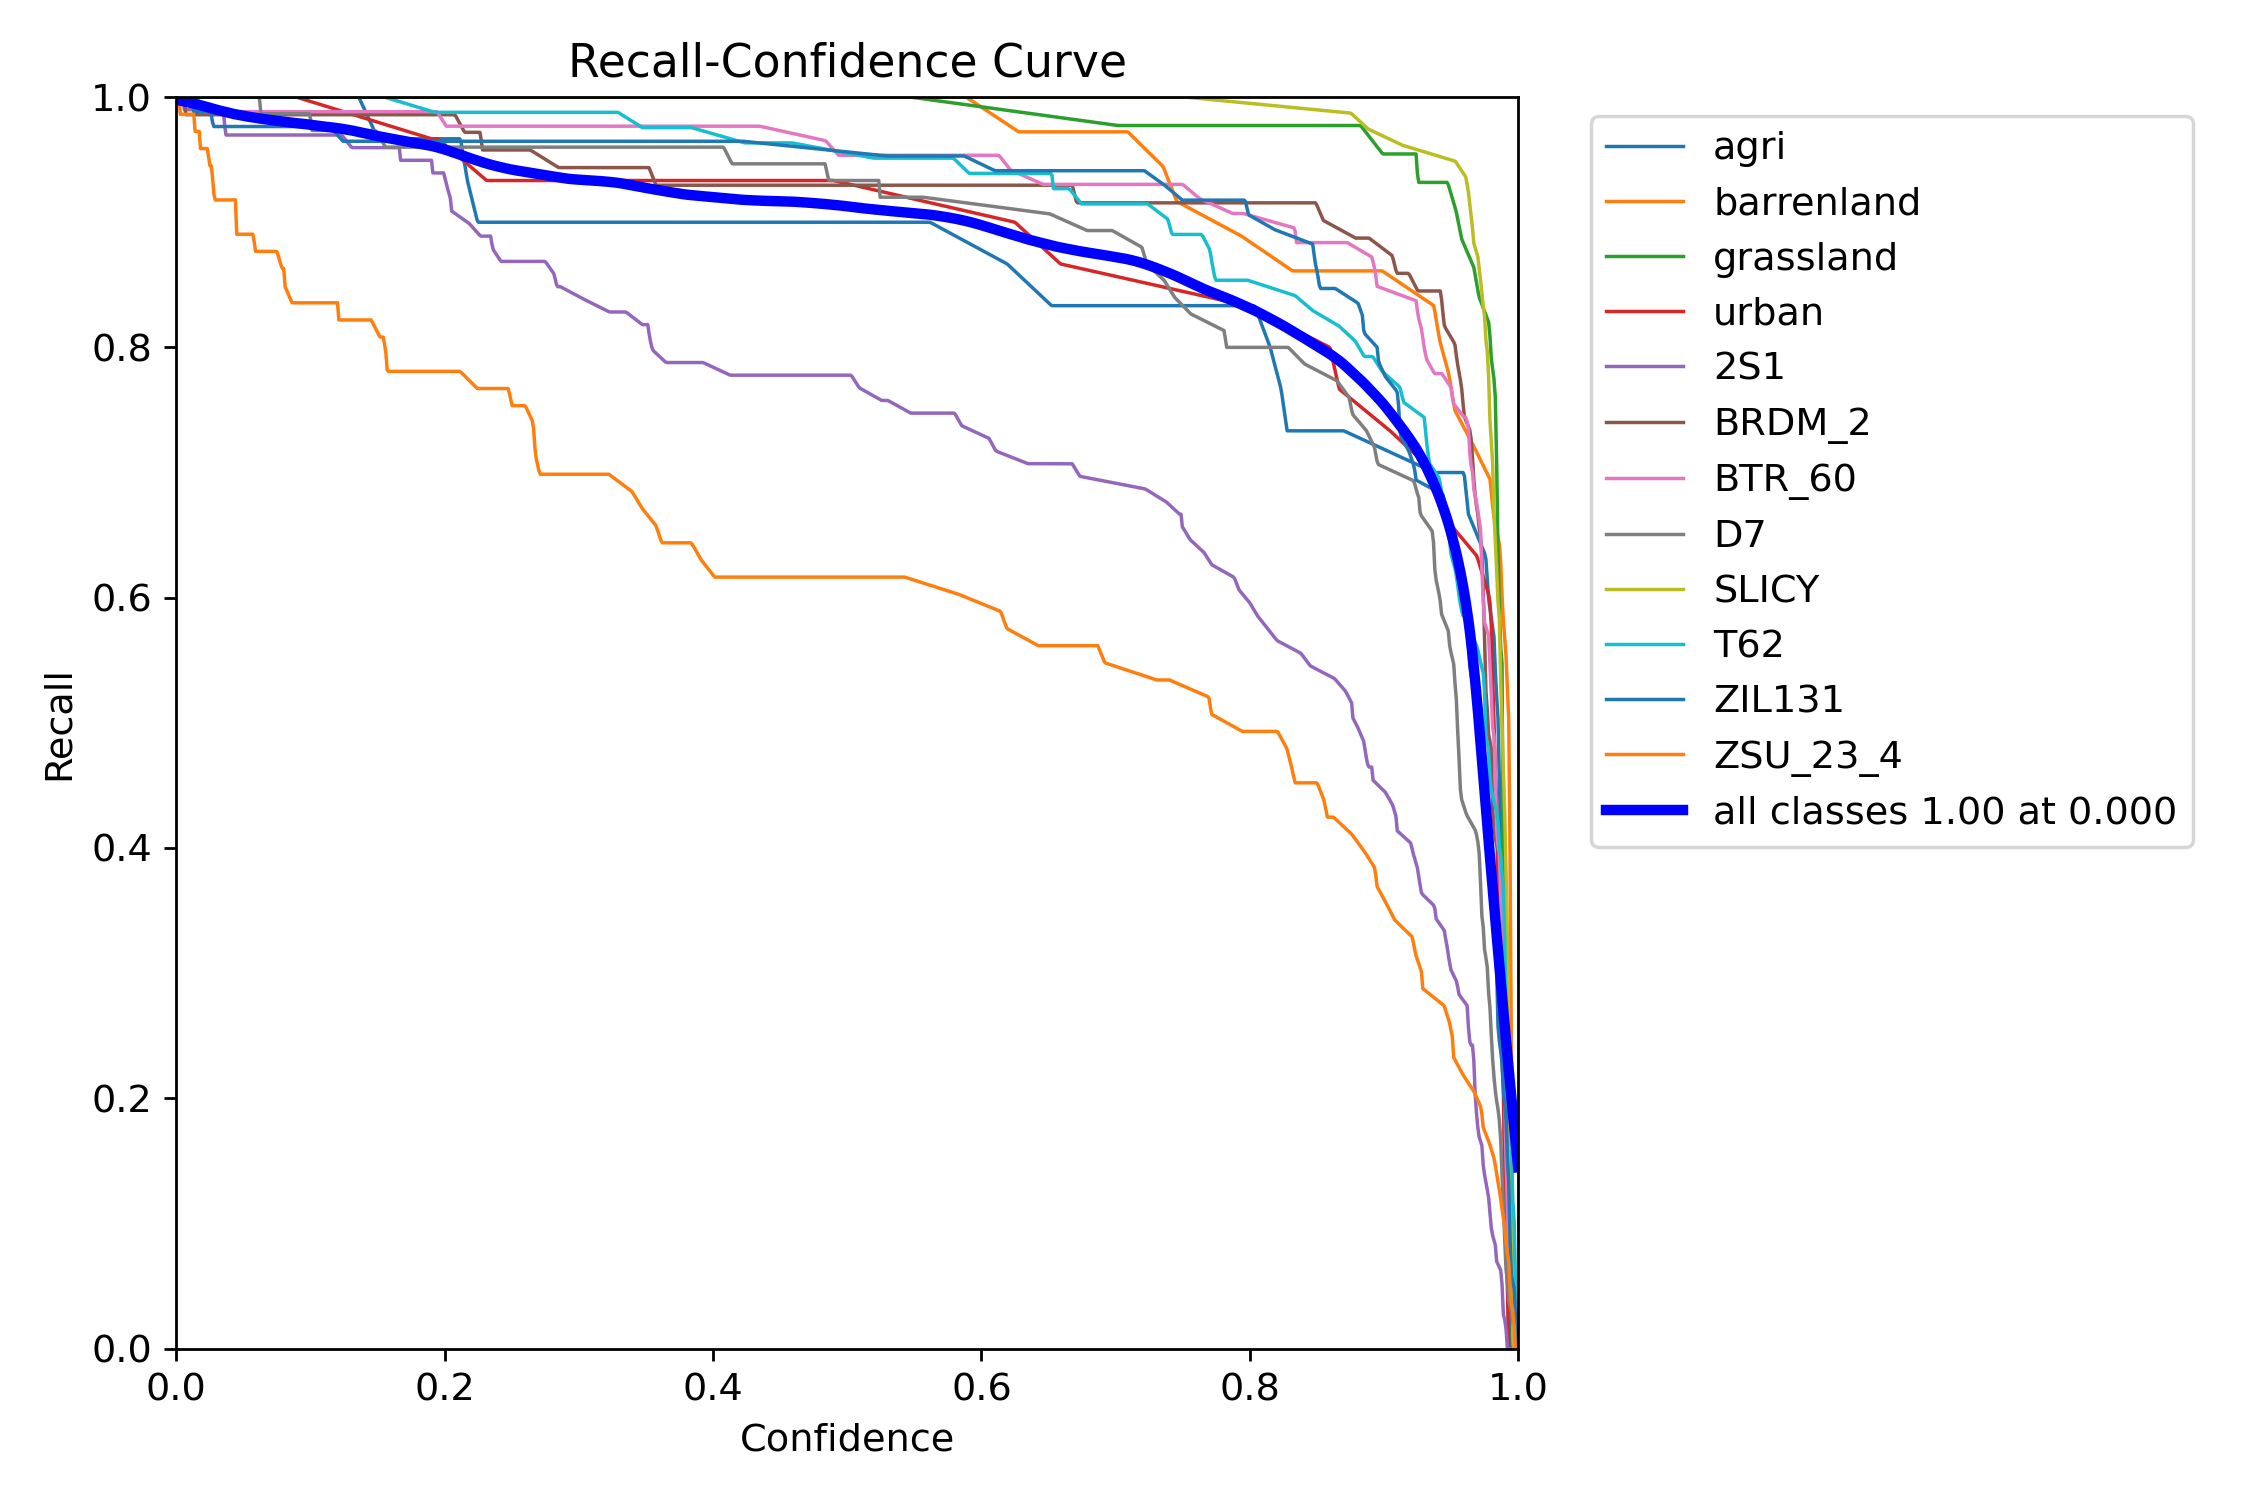 Recall-Confidence Curve
1.0
0.8
0.6
0.4
0.2
0.0
Recall
0.0 0.2 0.4 0.6 0.8 1.0
Confidence
agri
barrenland
grassland
urban
2S1
BRDM_2
BTR_60
D7
SLICY
T62
ZIL131
ZSU_23_4
all classes 1.00 at 0.000